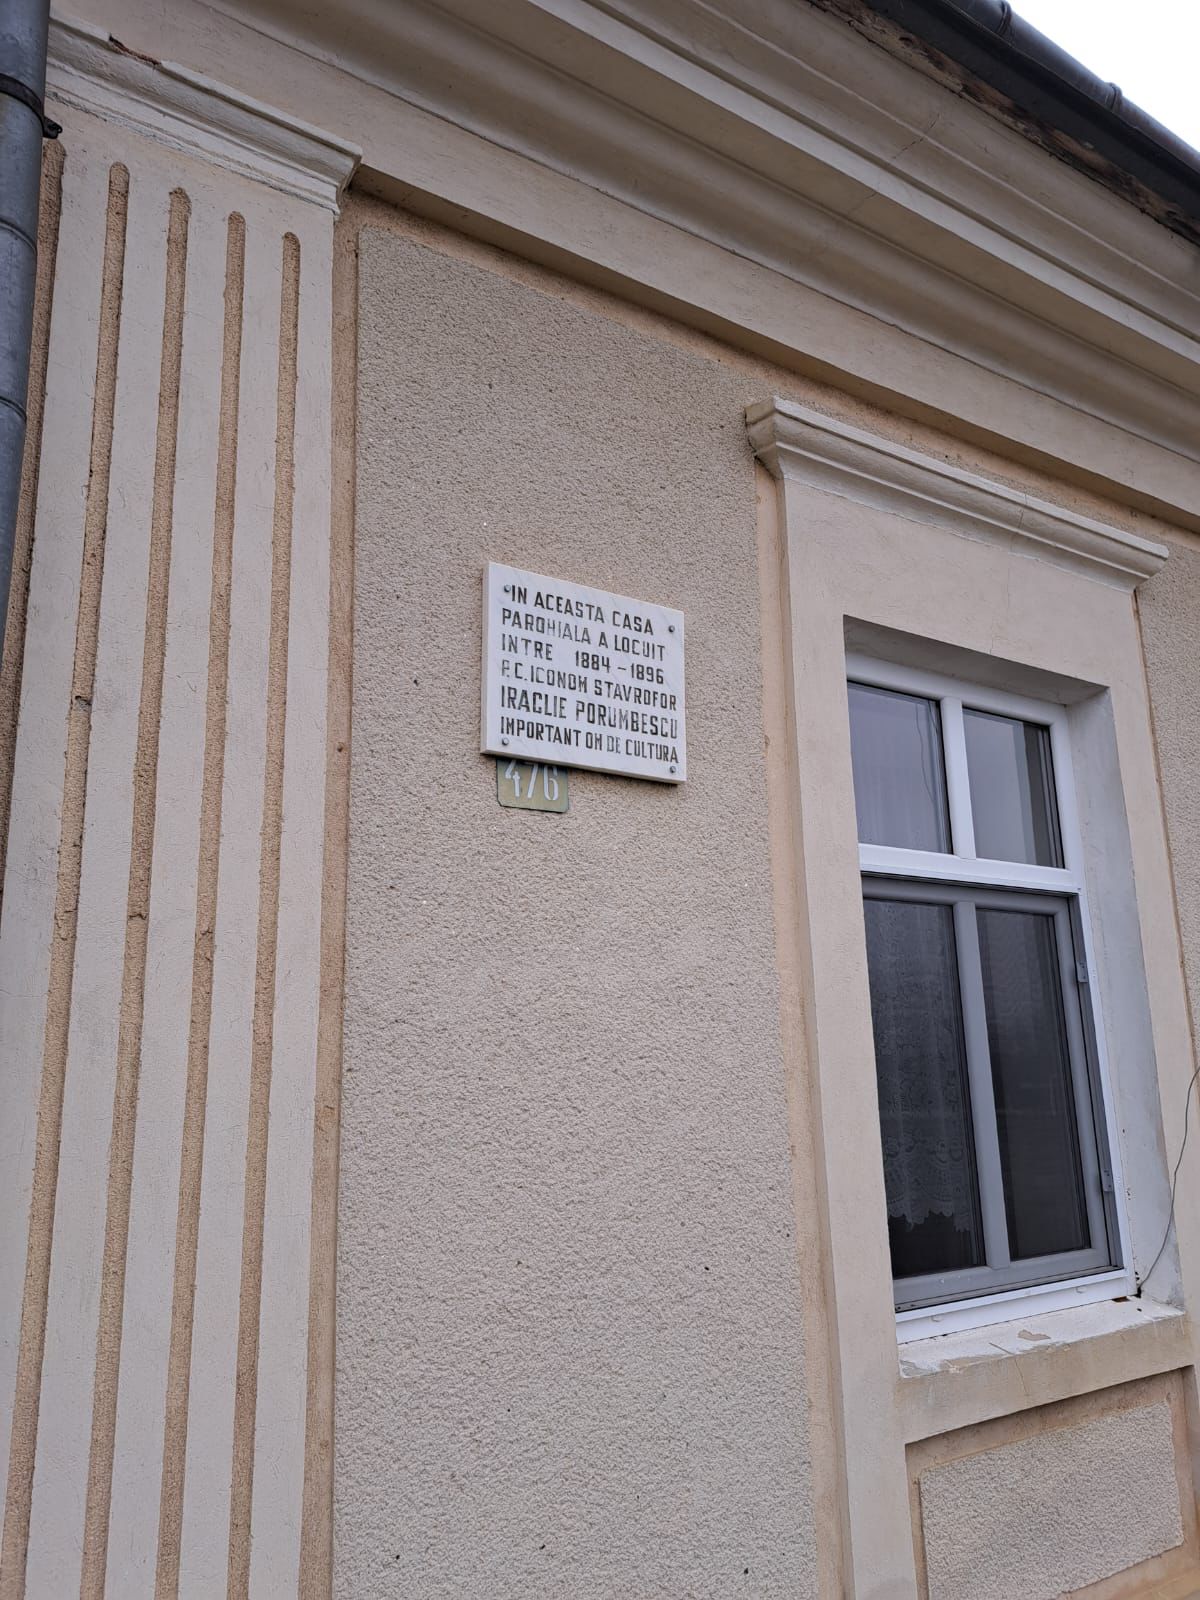 IN ACEASTA CASA
PAROHIALA A LOCUIT
INTRE 1884-1896
P.C. ICONOM STAVROFOR
IRACLIE PORUMBESCU
IMPORTANT OM DE CULTURA
476